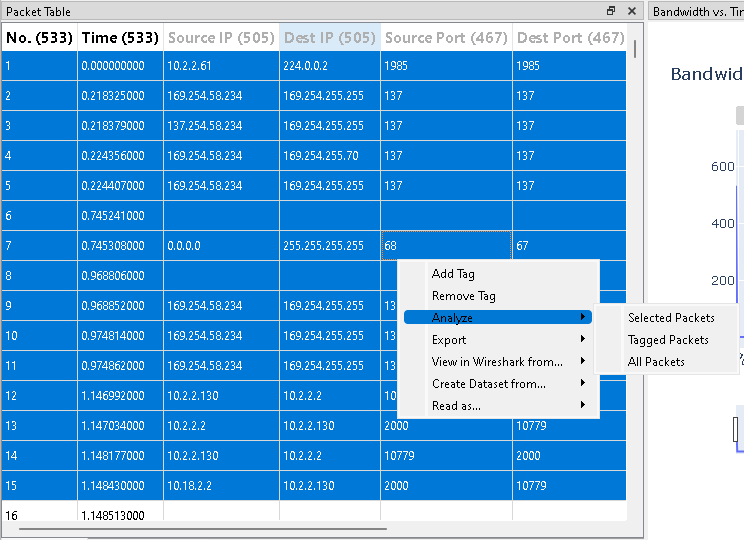 Packet Table
Bandwidth vs. Tir
No. (533) Time (533) Source IP (505) Dest IP (505) Source Port (467) Dest Port (467)
Bandwid
1 0.000000000 10.2.2.61 224.0.0.2 1985 1985
2 0.218325000 169.254.58.234 169.254.255.255 137 137
3 0.218379000 137.254.58.234 169.254.255.255 137 137
4 0.224356000 169.254.58.234 169.254.255.70 137 137
600
5 0.224407000 169.254.58.234 169.254.255.255 137 137
6 0.745241000
400
7 0.745308000 0.0.0.0 255.255.255.255 68 67
8 0.968806000
200
9 0.968852000 169.254.58.234 169.254.255.255 13
10 0.974814000 169.254.58.234 169.254.255.255 13
11 0.974862000 169.254.58.234 169.254.255.255 13
12 1.146992000 10.2.2.130 10.2.2.2 10
13 1.147034000 10.2.2.2 10.2.2.130 2000 10779
14 1.148177000 10.2.2.130 10.2.2.2 10779 2000
15 1.148430000 10.18.2.2 10.2.2.130 2000 10779
16 1.148513000
Add Tag
Remove Tag
Analyze
Export
View in Wireshark from...
Create Dataset from...
Read as...
Selected Packets
Tagged Packets
All Packets